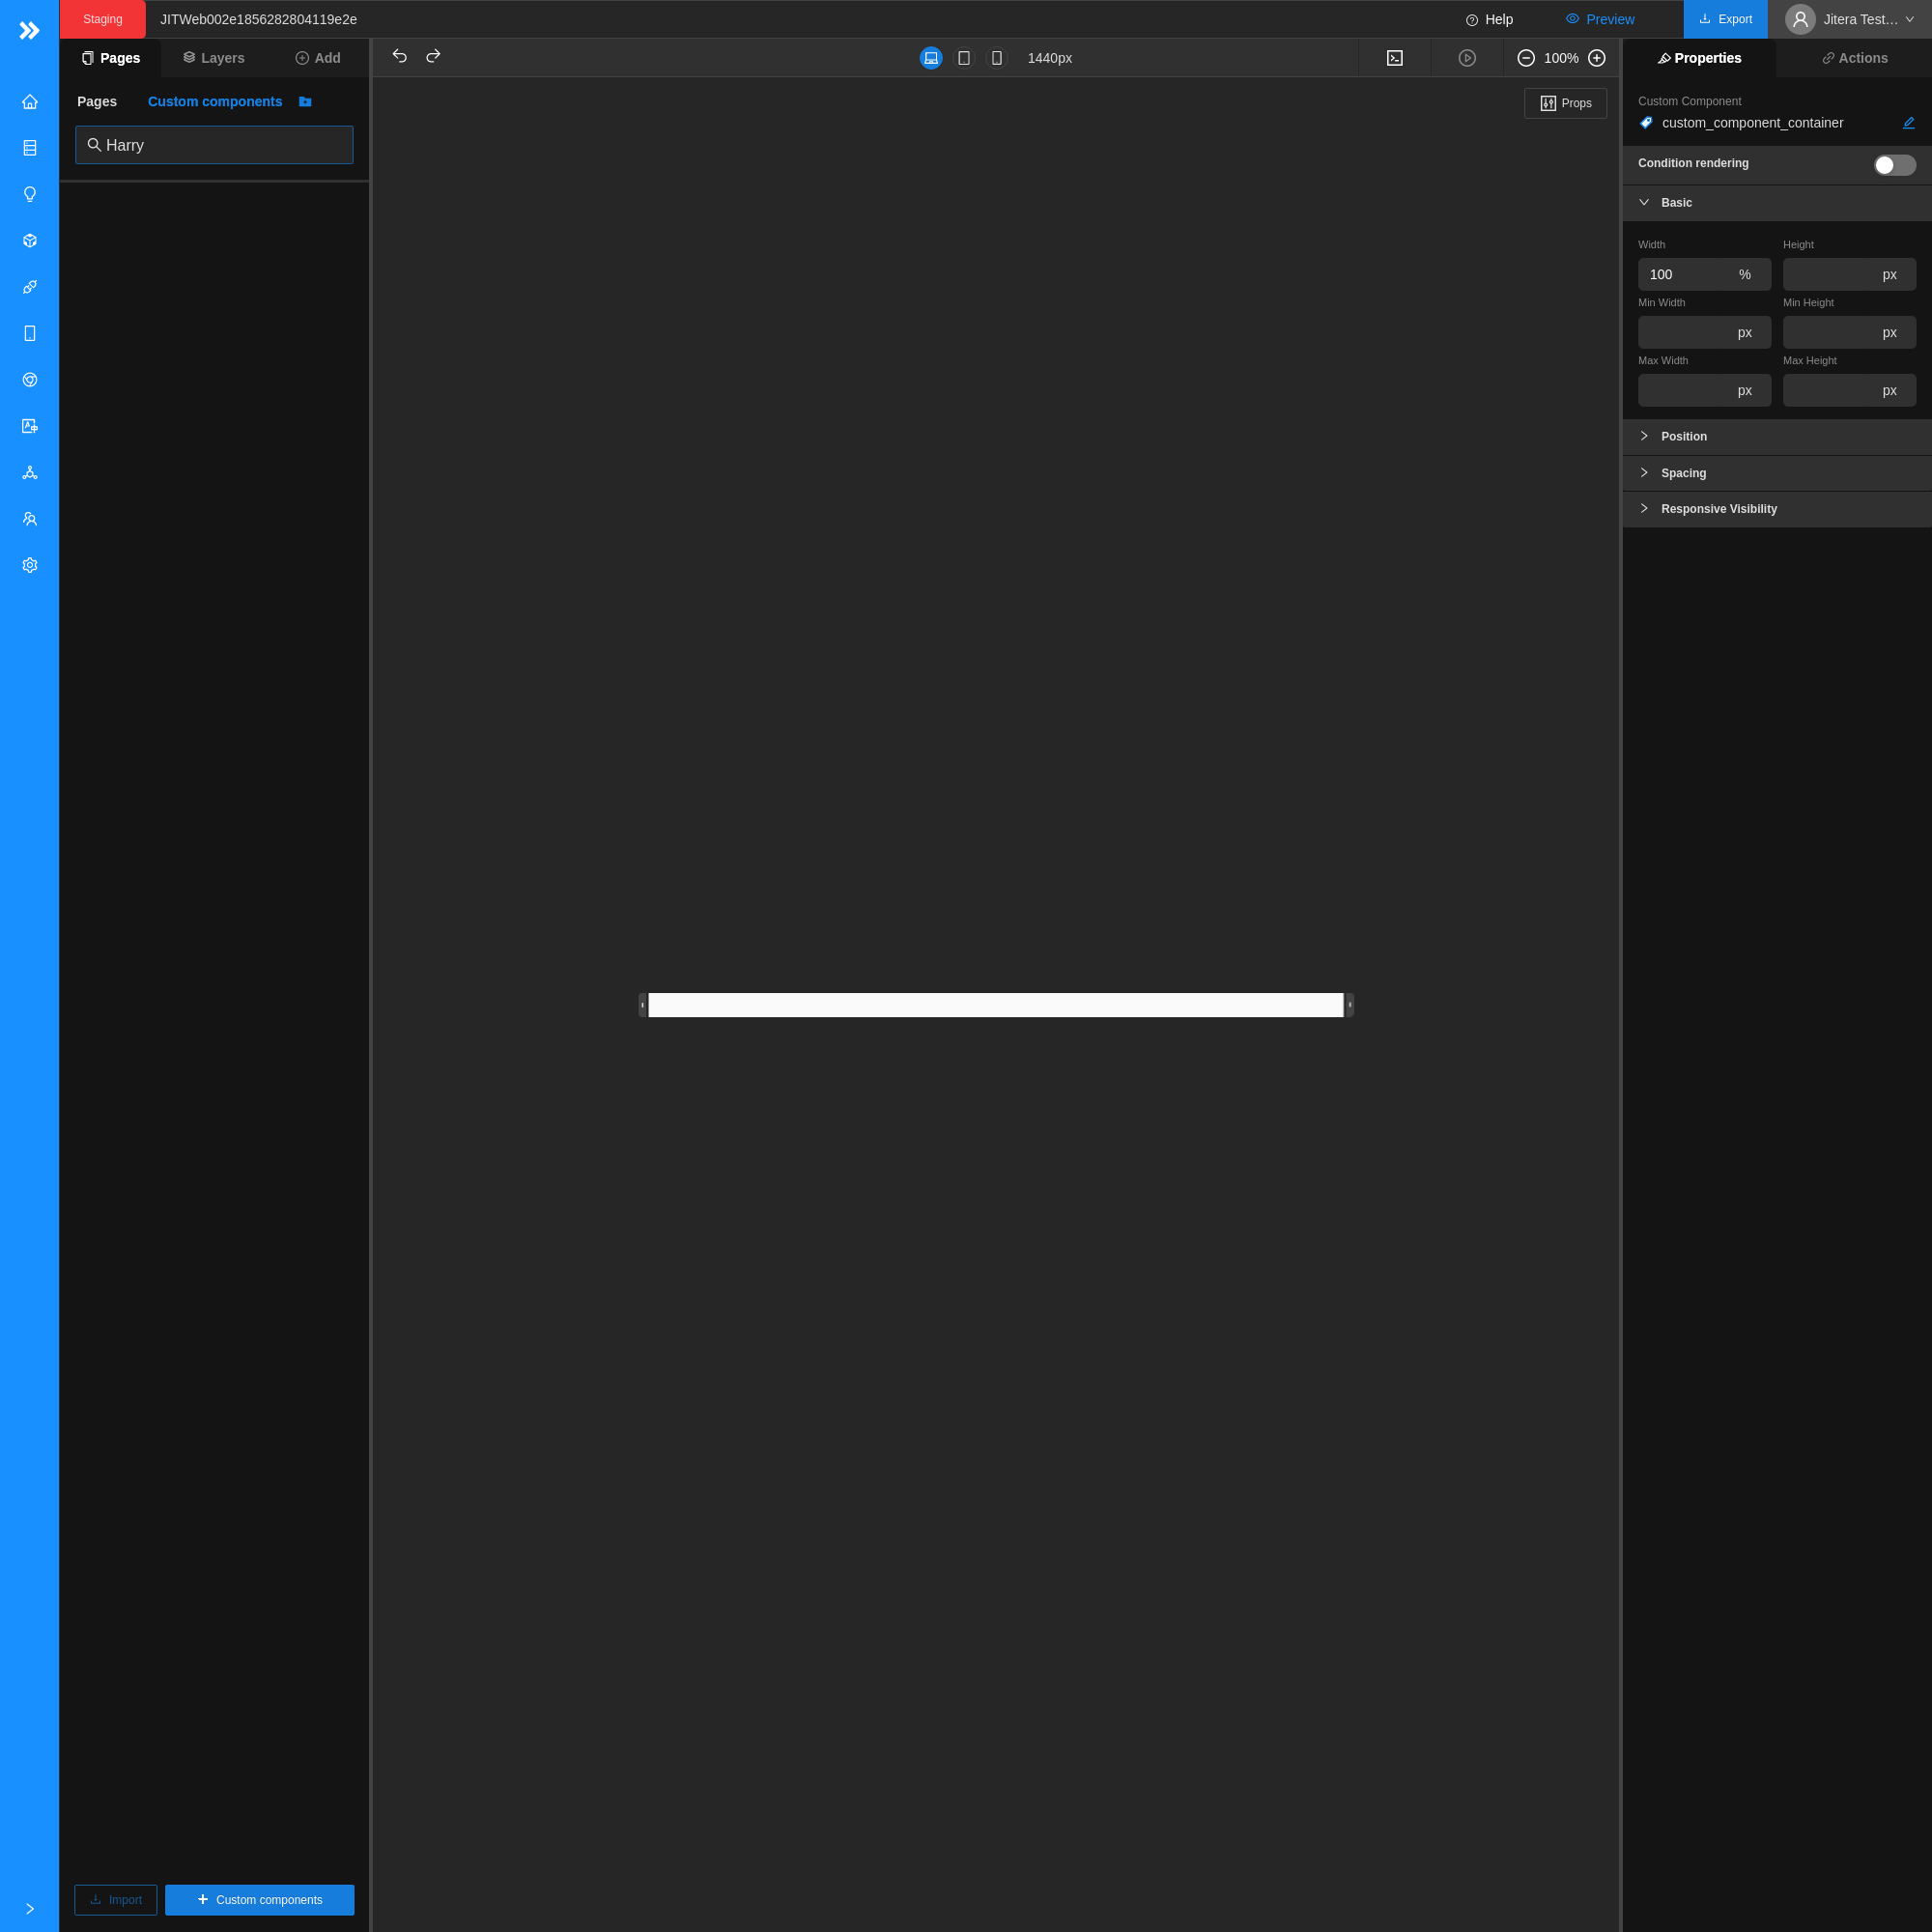 Staging
JITWeb002e1856282804119e2e
Help
Preview
Export
Jitera Test…
Pages
Layers
Add
1440px
100%
Properties
Actions
Pages
Custom components
Harry
Props
Custom Component
custom_component_container
Condition rendering
Basic
Width
Height
100
%
px
Min Width
Min Height
px
px
Max Width
Max Height
px
px
Position
Spacing
Responsive Visibility
Import
Custom components